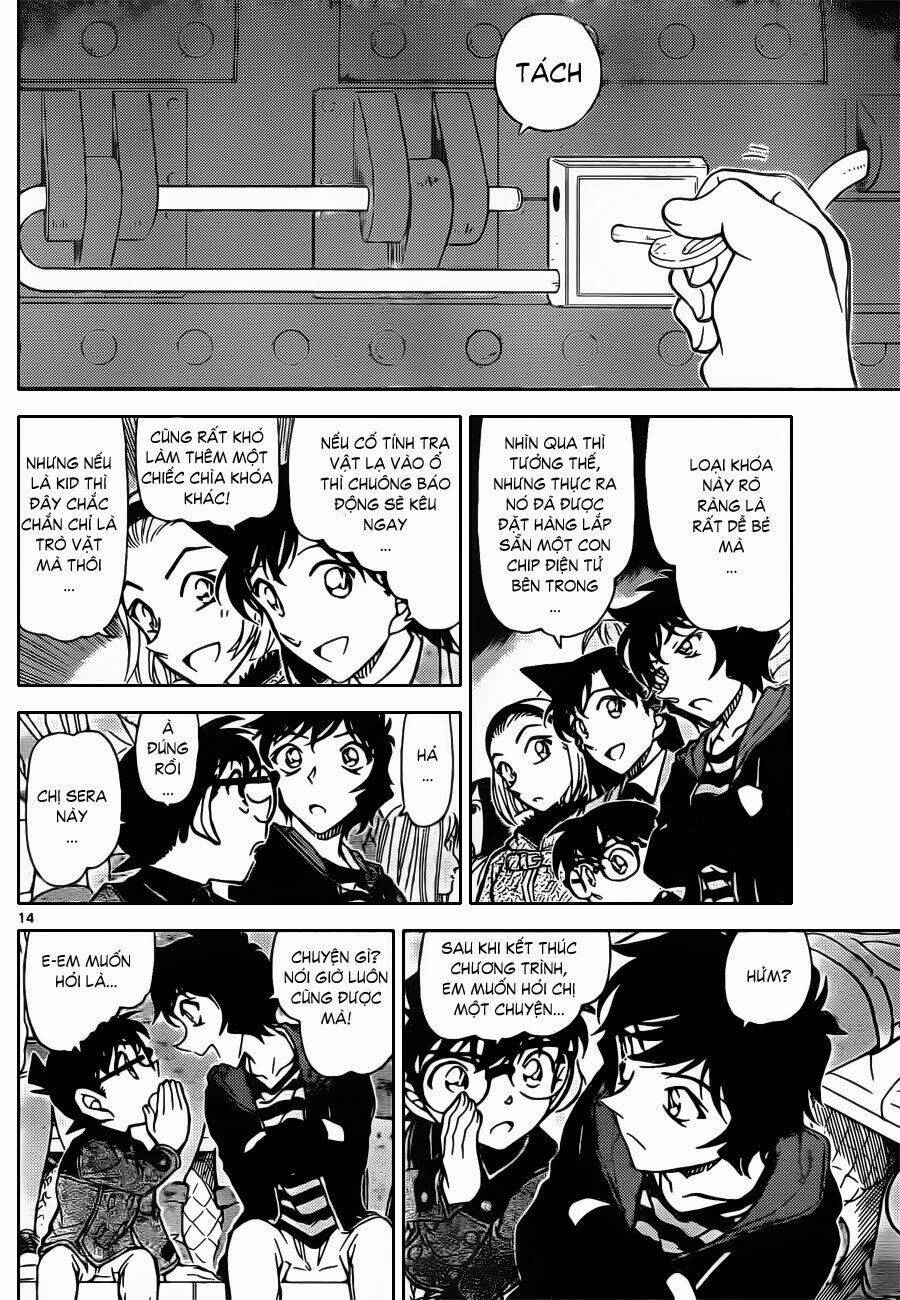 TÁCH
LOẠI KHÓA
NÀY RÕ
RÀNG LÀ
RẤT DỄ BẺ
MÀ
...
NHÌN QUA THÌ
TƯỞNG THẾ,
NHƯNG THỰC RA
NÓ ĐÃ ĐƯỢC
ĐẶT HÀNG LẮP
SẴN MỘT CON
CHIP ĐIỆN TỬ
BÊN TRONG
...
NẾU CỐ TÍNH TRA
VẬT LẠ VÀO Ổ
THÌ CHUÔNG BÁO
ĐỘNG SẼ KÊU
NGAY
...
CŨNG RẤT KHÓ
LÀM THÊM MỘT
CHIẾC CHÌA KHÓA
KHÁC!
NHƯNG NẾU
LÀ KID THÌ
ĐÂY CHẮC
CHẮN CHỈ LÀ
TRÒ VẶT
MÀ THÔI
...
HẢ
...
À
ĐÚNG
RỒI
...
CHỊ SERA
NÀY
...
14
HỬM?
SAU KHI KẾT THÚC
CHƯƠNG TRÌNH,
EM MUỐN HỎI CHỊ
MỘT CHUYỆN...
CHUYỆN GÌ?
NÓI GIỜ LUÔN
CŨNG ĐƯỢC
MÀ!
E-EM MUỐN
HỎI LÀ...